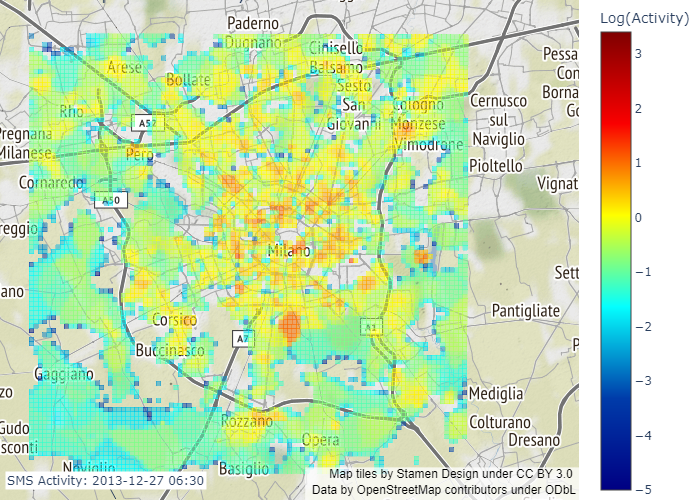 Paderno
Dugnano
Log(Activity)
Cinisello
Balsamo
Arese
Bollate
Sesto
San
Giovanni
Cologno
Monzese
Vimodrone
Cernusco
sul
Naviglio
Pioltello
Pessa
Con
Borna
Go
Rho
A52
Pero
Pregnana
Milanese
Cornaredo
A50
Vignat
reggio
Milano
Sett
ano
Pantigliate
Corsico
A7
A1
P
Buccinasco
Gaggiano
zo
Mediglia
Rozzano
Colturano
Dresano
Gudo
sconti
Opera
Noviglio
Basiglio
3
2
1
0
−1
−2
−3
−4
−5
SMS Activity: 2013-12-27 06:30
Map tiles by Stamen Design under CC BY 3.0
Data by OpenStreetMap contributors under ODbL